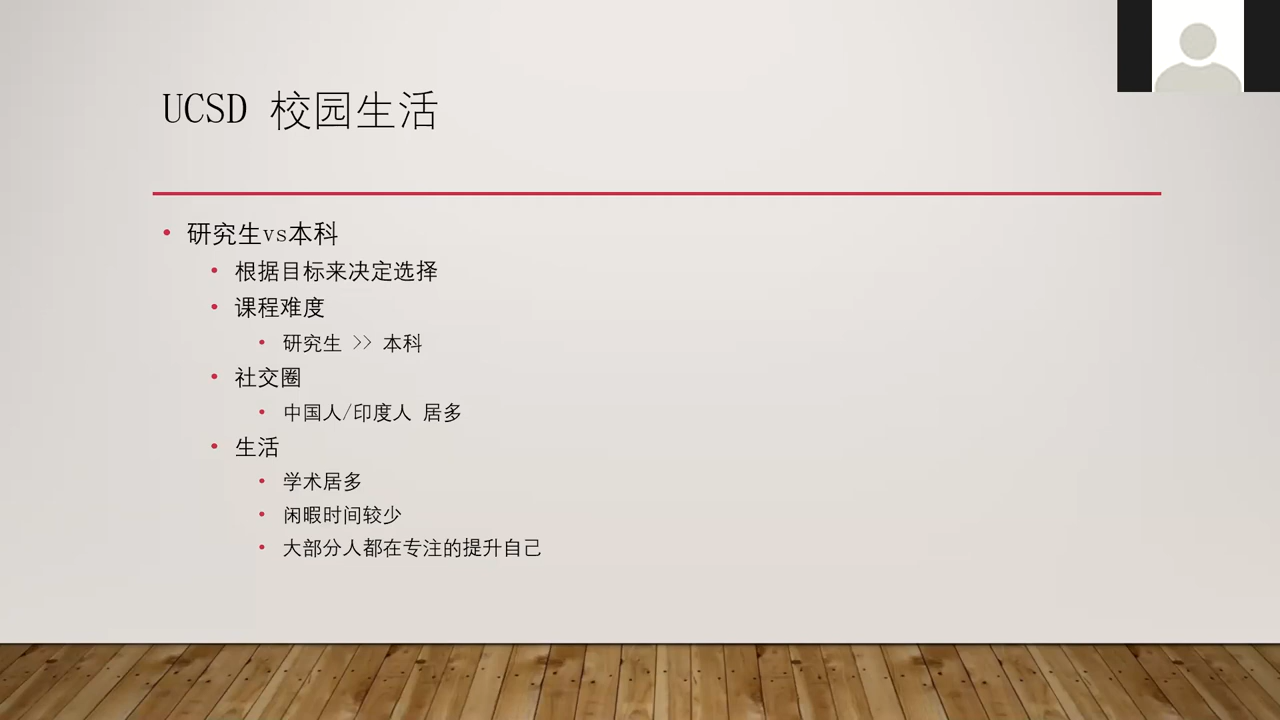 UCSD 校园生活
• 研究生vs本科
• 根据目标来决定选择
• 课程难度
• 研究生 >> 本科
• 社交圈
• 中国人/印度人 居多
• 生活
• 学术居多
• 闲暇时间较少
• 大部分人都在专注的提升自己